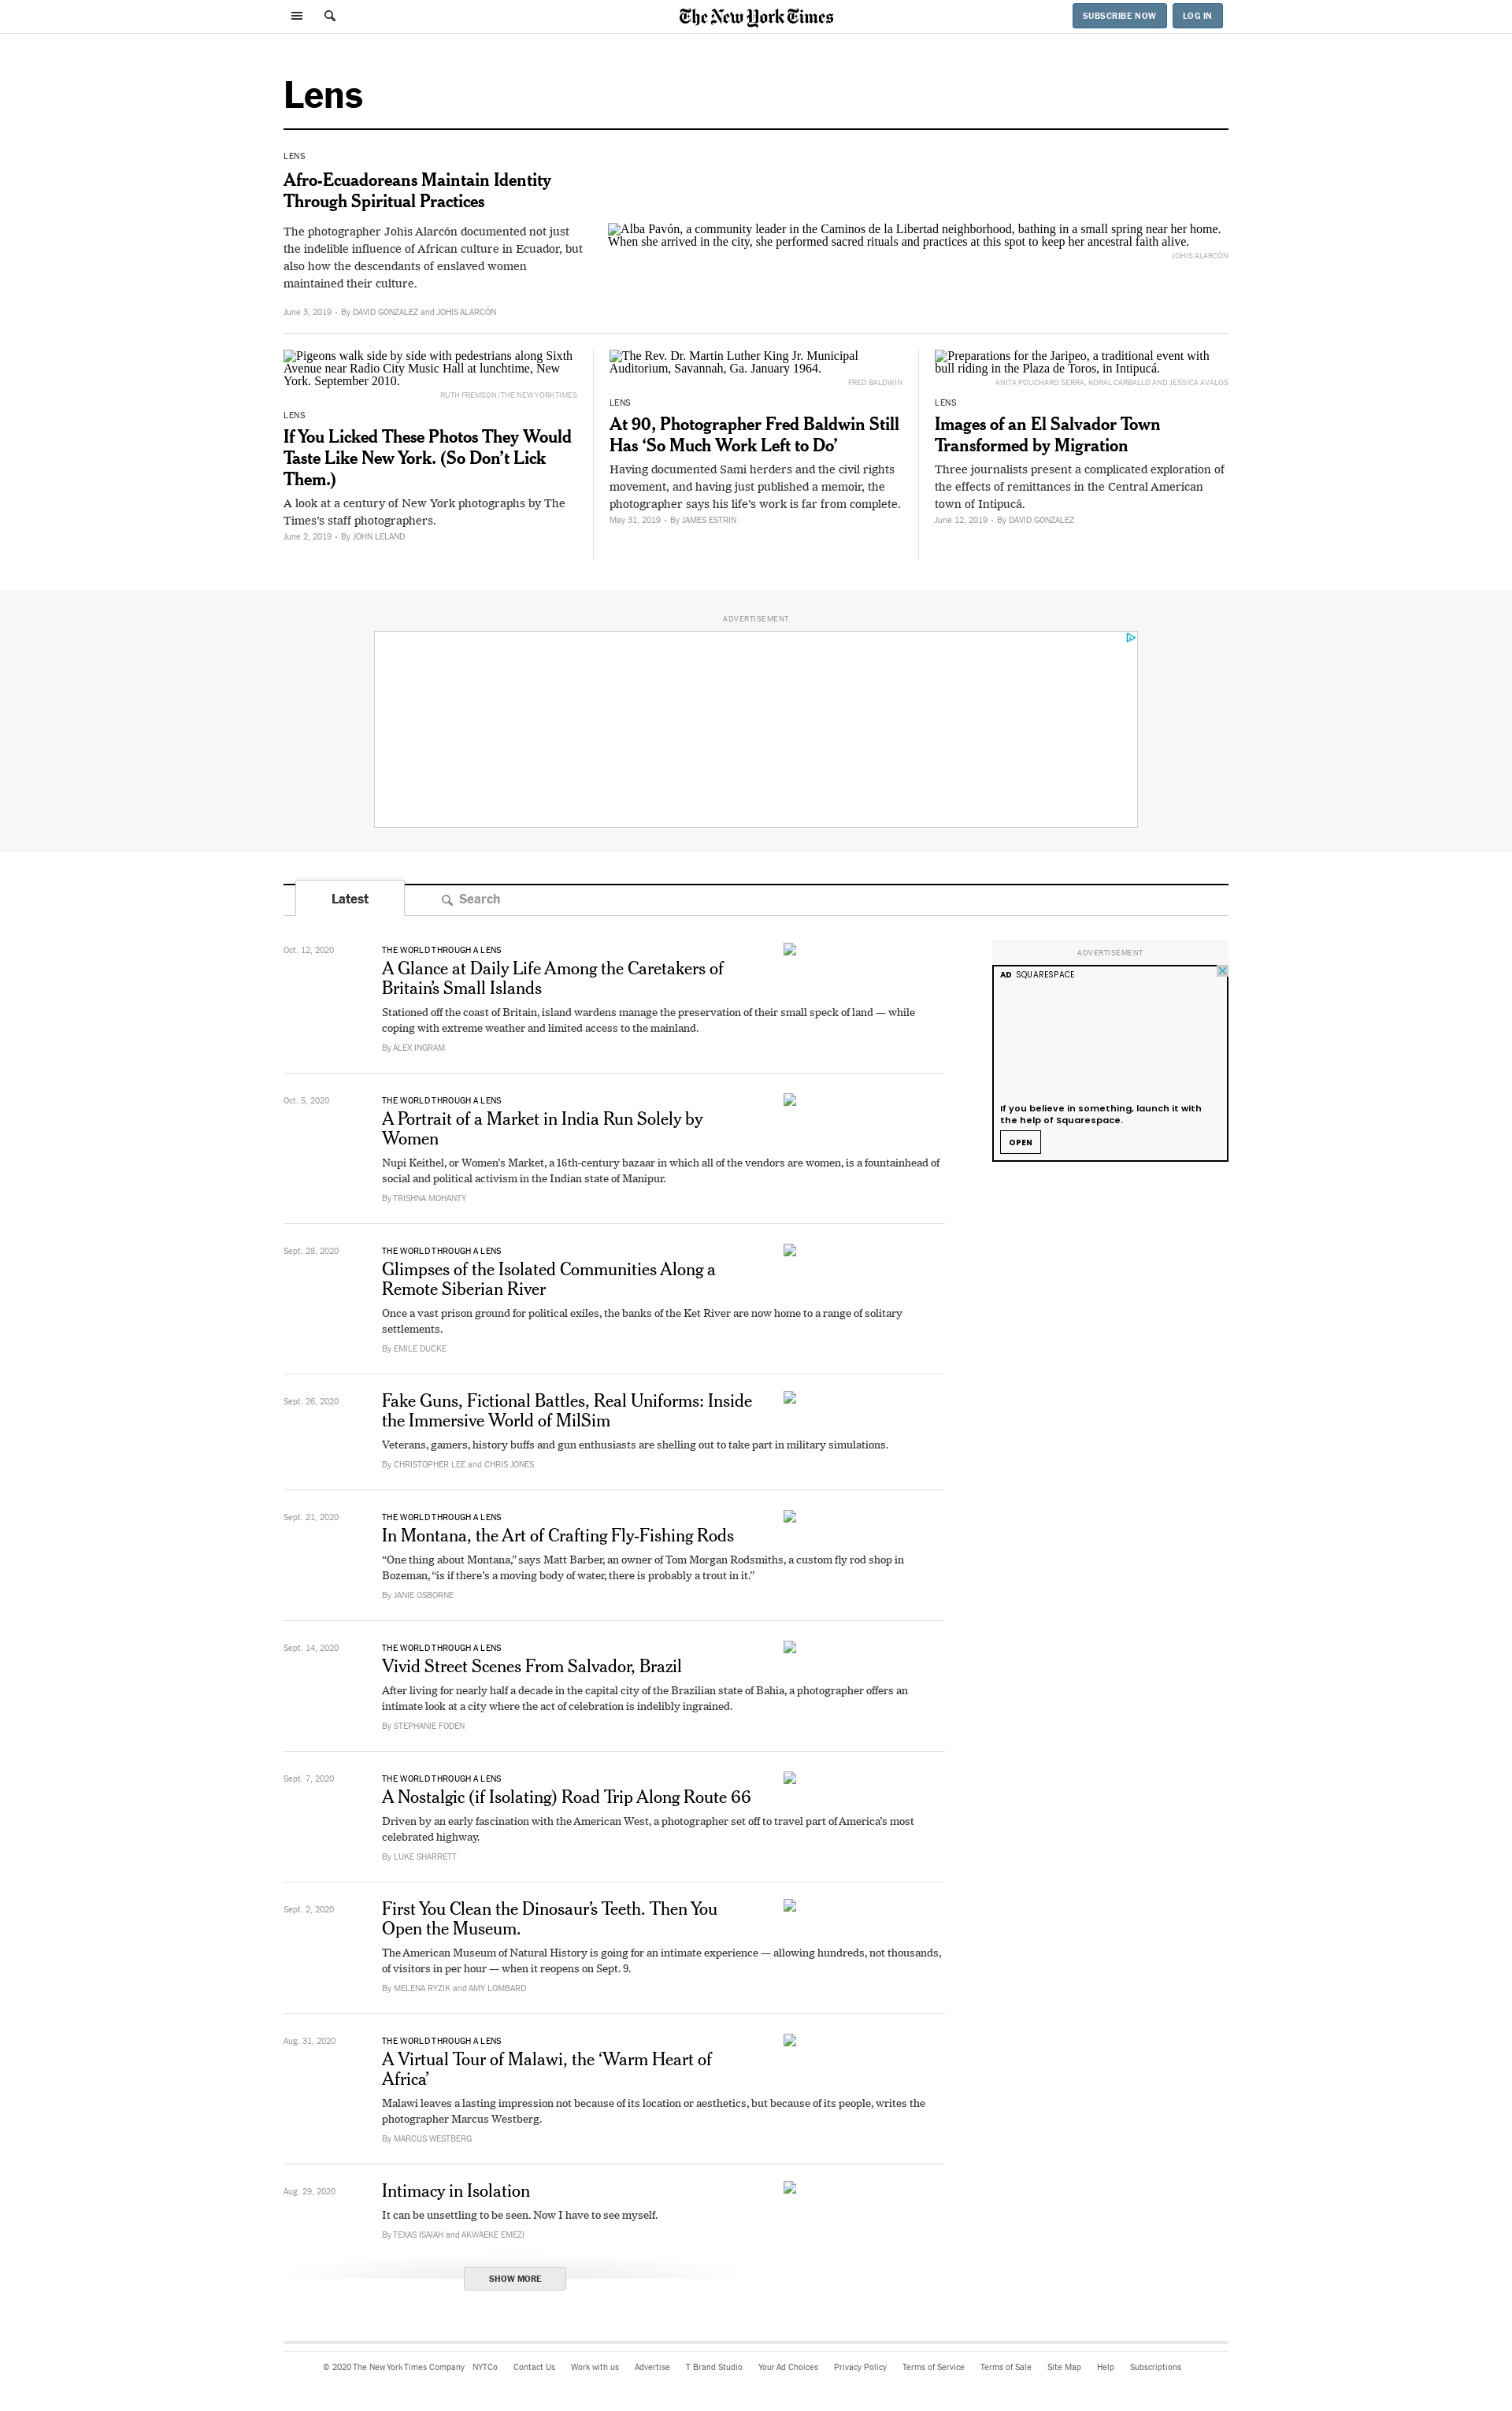 The New York Times
SUBSCRIBE NOW
LOG IN
Lens
LENS
Afro-Ecuadoreans Maintain Identity
Through Spiritual Practices
The photographer Johis Alarcón documented not just
the indelible influence of African culture in Ecuador, but
also how the descendants of enslaved women
maintained their culture.
June 3, 2019 • By DAVID GONZALEZ and JOHIS ALARCÓN
Alba Pavón, a community leader in the Caminos de la Libertad neighborhood, bathing in a small spring near her home.
When she arrived in the city, she performed sacred rituals and practices at this spot to keep her ancestral faith alive.
JOHIS ALARCÓN
Pigeons walk side by side with pedestrians along Sixth
Avenue near Radio City Music Hall at lunchtime, New
York. September 2010.
RUTH FREMSON/THE NEW YORK TIMES
LENS
If You Licked These Photos They Would
Taste Like New York. (So Don’t Lick
Them.)
A look at a century of New York photographs by The
Times’s staff photographers.
June 2, 2019 • By JOHN LELAND
The Rev. Dr. Martin Luther King Jr. Municipal
Auditorium, Savannah, Ga. January 1964.
FRED BALDWIN
LENS
At 90, Photographer Fred Baldwin Still
Has ‘So Much Work Left to Do’
Having documented Sami herders and the civil rights
movement, and having just published a memoir, the
photographer says his life’s work is far from complete.
May 31, 2019 • By JAMES ESTRIN
Preparations for the Jaripeo, a traditional event with
bull riding in the Plaza de Toros, in Intipucá.
ANITA POUCHARD SERRA, KORAL CARBALLO AND JESSICA AVALOS
LENS
Images of an El Salvador Town
Transformed by Migration
Three journalists present a complicated exploration of
the effects of remittances in the Central American
town of Intipucá.
June 12, 2019 • By DAVID GONZALEZ
ADVERTISEMENT
Latest
Search
Oct. 12, 2020
THE WORLD THROUGH A LENS
A Glance at Daily Life Among the Caretakers of
Britain’s Small Islands
Stationed off the coast of Britain, island wardens manage the preservation of their small speck of land — while
coping with extreme weather and limited access to the mainland.
By ALEX INGRAM
ADVERTISEMENT
AD SQUARESPACE
If you believe in something, launch it with
the help of Squarespace.
OPEN
Oct. 5, 2020
THE WORLD THROUGH A LENS
A Portrait of a Market in India Run Solely by
Women
Nupi Keithel, or Women’s Market, a 16th-century bazaar in which all of the vendors are women, is a fountainhead of
social and political activism in the Indian state of Manipur.
By TRISHNA MOHANTY
Sept. 28, 2020
THE WORLD THROUGH A LENS
Glimpses of the Isolated Communities Along a
Remote Siberian River
Once a vast prison ground for political exiles, the banks of the Ket River are now home to a range of solitary
settlements.
By EMILE DUCKE
Sept. 26, 2020
Fake Guns, Fictional Battles, Real Uniforms: Inside
the Immersive World of MilSim
Veterans, gamers, history buffs and gun enthusiasts are shelling out to take part in military simulations.
By CHRISTOPHER LEE and CHRIS JONES
Sept. 21, 2020
THE WORLD THROUGH A LENS
In Montana, the Art of Crafting Fly-Fishing Rods
“One thing about Montana,” says Matt Barber, an owner of Tom Morgan Rodsmiths, a custom fly rod shop in
Bozeman, “is if there’s a moving body of water, there is probably a trout in it.”
By JANIE OSBORNE
Sept. 14, 2020
THE WORLD THROUGH A LENS
Vivid Street Scenes From Salvador, Brazil
After living for nearly half a decade in the capital city of the Brazilian state of Bahia, a photographer offers an
intimate look at a city where the act of celebration is indelibly ingrained.
By STEPHANIE FODEN
Sept. 7, 2020
THE WORLD THROUGH A LENS
A Nostalgic (if Isolating) Road Trip Along Route 66
Driven by an early fascination with the American West, a photographer set off to travel part of America’s most
celebrated highway.
By LUKE SHARRETT
Sept. 2, 2020
First You Clean the Dinosaur’s Teeth. Then You
Open the Museum.
The American Museum of Natural History is going for an intimate experience — allowing hundreds, not thousands,
of visitors in per hour — when it reopens on Sept. 9.
By MELENA RYZIK and AMY LOMBARD
Aug. 31, 2020
THE WORLD THROUGH A LENS
A Virtual Tour of Malawi, the ‘Warm Heart of
Africa’
Malawi leaves a lasting impression not because of its location or aesthetics, but because of its people, writes the
photographer Marcus Westberg.
By MARCUS WESTBERG
Aug. 29, 2020
Intimacy in Isolation
It can be unsettling to be seen. Now I have to see myself.
By TEXAS ISAIAH and AKWAEKE EMEZI
SHOW MORE
© 2020 The New York Times Company NYTCo Contact Us Work with us Advertise T Brand Studio Your Ad Choices Privacy Policy Terms of Service Terms of Sale Site Map Help Subscriptions